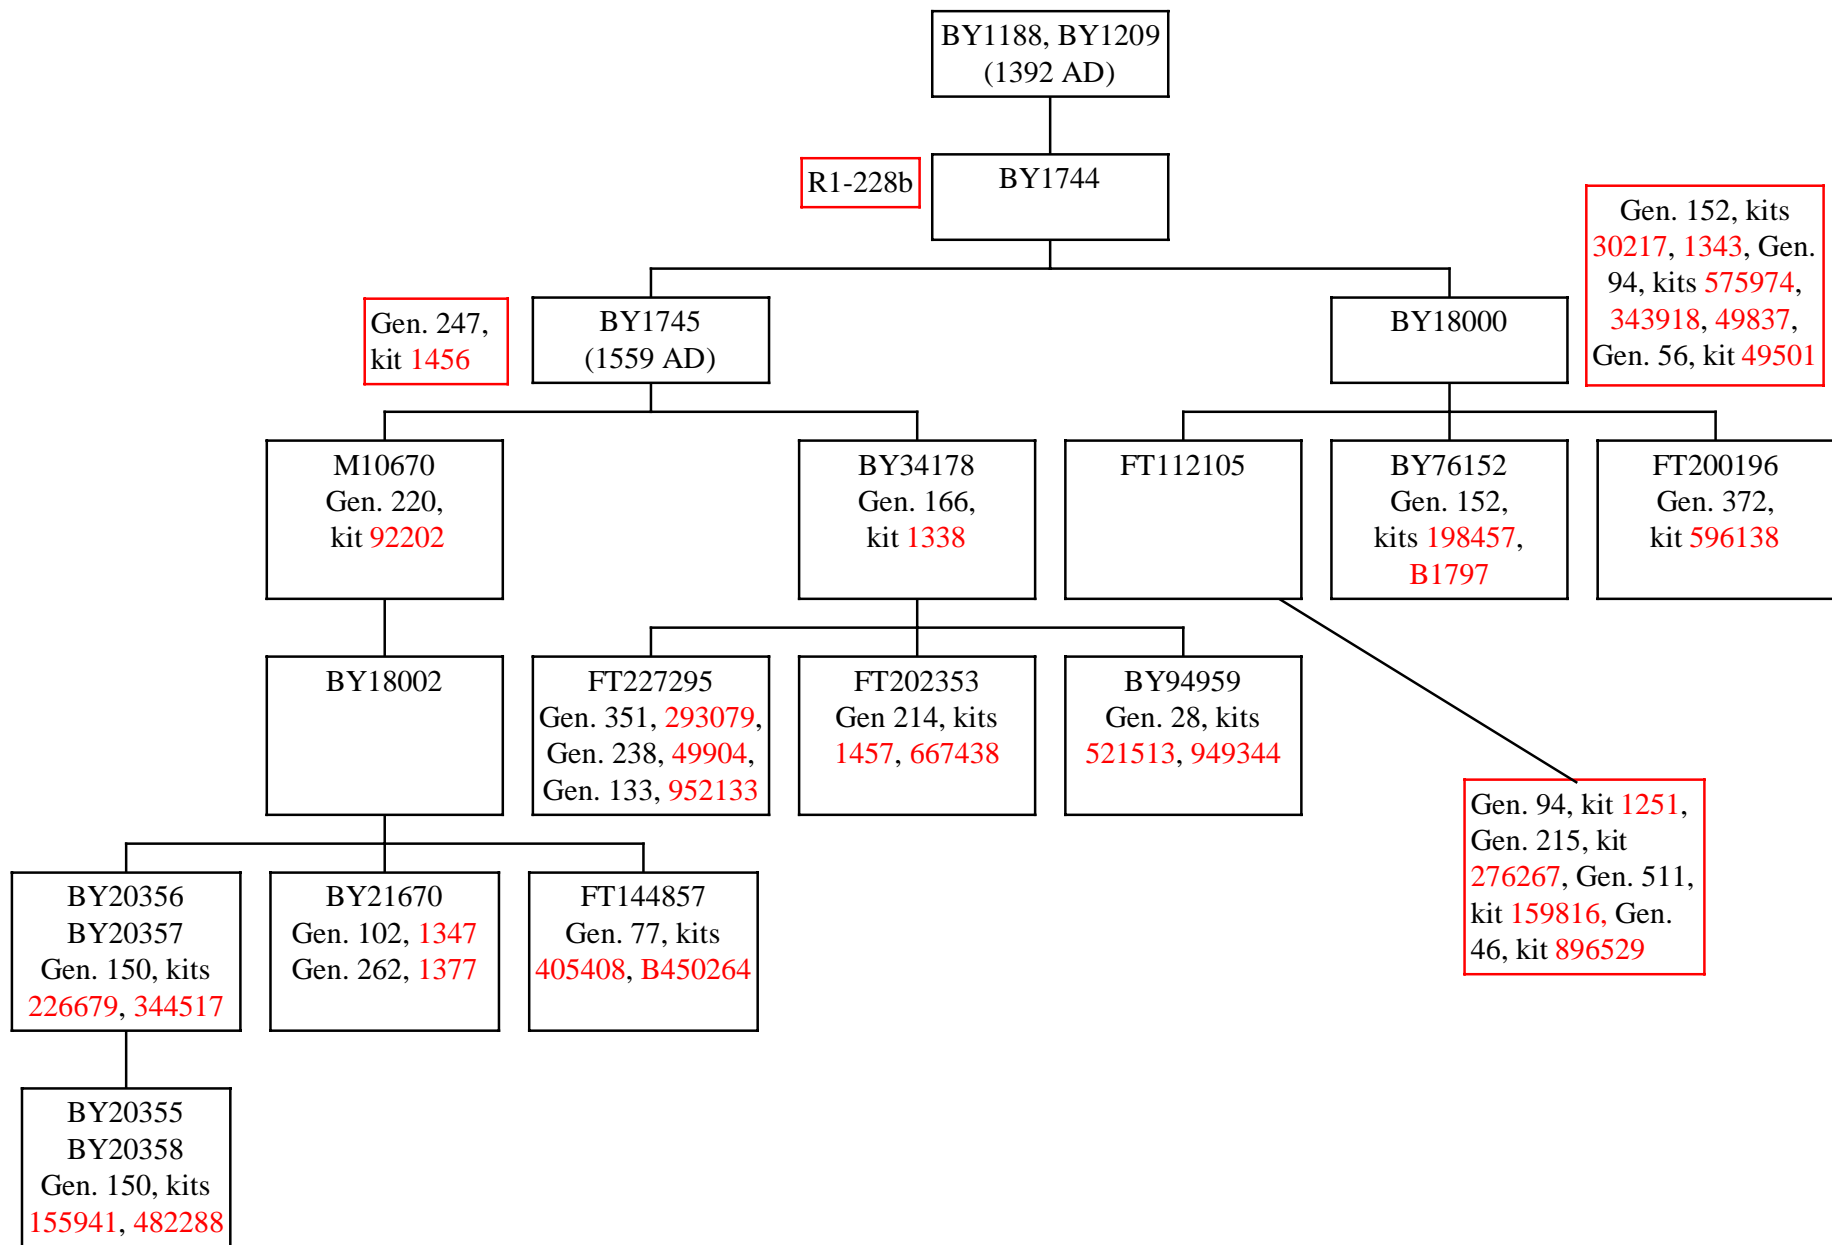 BY1188, BY1209
(1392 AD)
R1-228b
BY1744
Gen. 152, kits
30217, 1343, Gen.
94, kits 575974,
343918, 49837,
Gen. 56, kit 49501
Gen. 247,
kit 1456
BY1745
(1559 AD)
BY18000
M10670
Gen. 220,
kit 92202
BY34178
Gen. 166,
kit 1338
FT112105
BY76152
Gen. 152,
kits 198457,
B1797
FT200196
Gen. 372,
kit 596138
BY18002
FT227295
Gen. 351, 293079,
Gen. 238, 49904,
Gen. 133, 952133
FT202353
Gen 214, kits
1457, 667438
BY94959
Gen. 28, kits
521513, 949344
Gen. 94, kit 1251,
Gen. 215, kit
276267, Gen. 511,
kit 159816, Gen.
46, kit 896529
BY20356
BY20357
Gen. 150, kits
226679, 344517
BY21670
Gen. 102, 1347
Gen. 262, 1377
FT144857
Gen. 77, kits
405408, B450264
BY20355
BY20358
Gen. 150, kits
155941, 482288